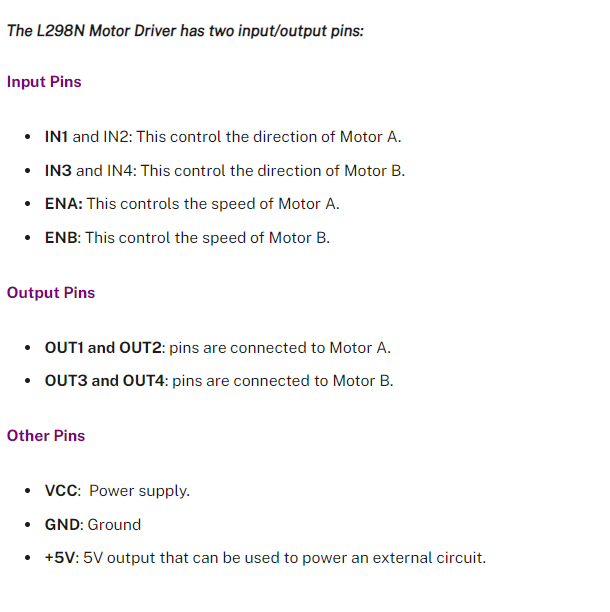 The L298N Motor Driver has two input/output pins:
Input Pins
IN1 and IN2: This control the direction of Motor A.
IN3 and IN4: This control the direction of Motor B.
ENA: This controls the speed of Motor A.
ENB: This control the speed of Motor B.
Output Pins
OUT1 and OUT2: pins are connected to Motor A.
OUT3 and OUT4: pins are connected to Motor B.
Other Pins
VCC:  Power supply.
GND: Ground
+5V: 5V output that can be used to power an external circuit.